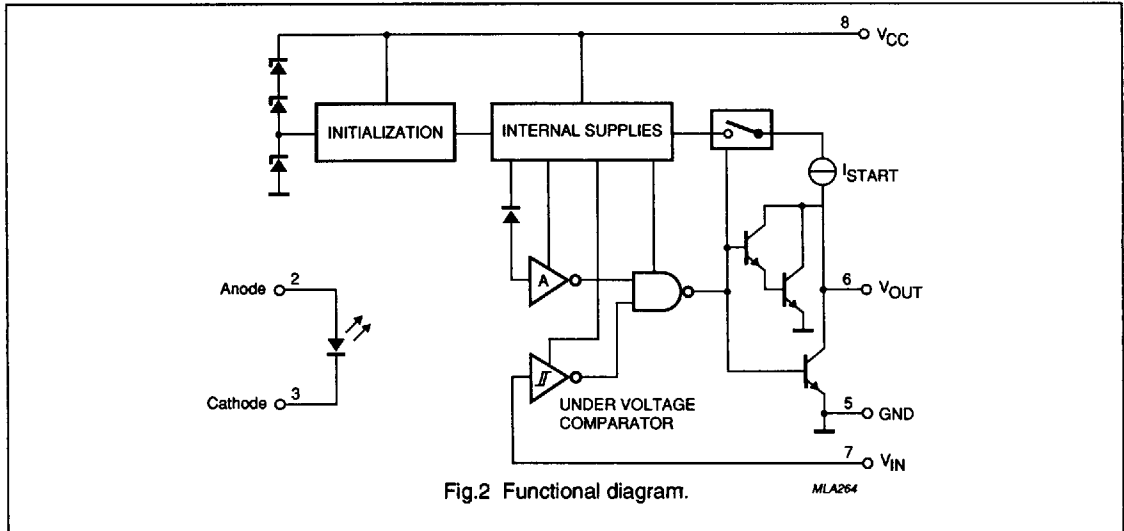 8
VCC
INITIALIZATION
INTERNAL SUPPLIES
ISTART
A
Anode
2
6
VOUT
Cathode
3
UNDER VOLTAGE
COMPARATOR
5
GND
7
VIN
Fig.2 Functional diagram.
MLA264